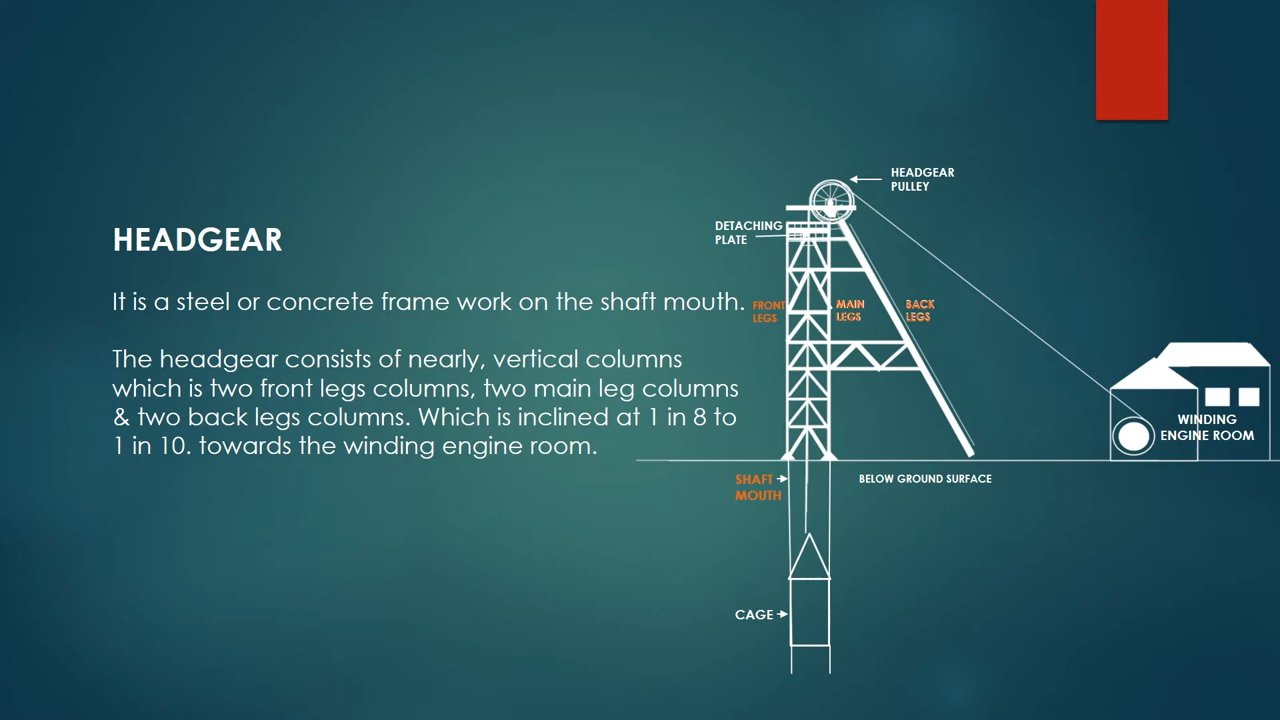 HEADGEAR
It is a steel or concrete frame work on the shaft mouth.
The headgear consists of nearly, vertical columns
which is two front legs columns, two main leg columns
& two back legs columns. Which is inclined at 1 in 8 to
1 in 10. towards the winding engine room.
HEADGEAR
PULLEY
DETACHING
PLATE
FRONT
LEGS
MAIN
LEGS
BACK
LEGS
WINDING
ENGINE ROOM
SHAFT
MOUTH
BELOW GROUND SURFACE
CAGE